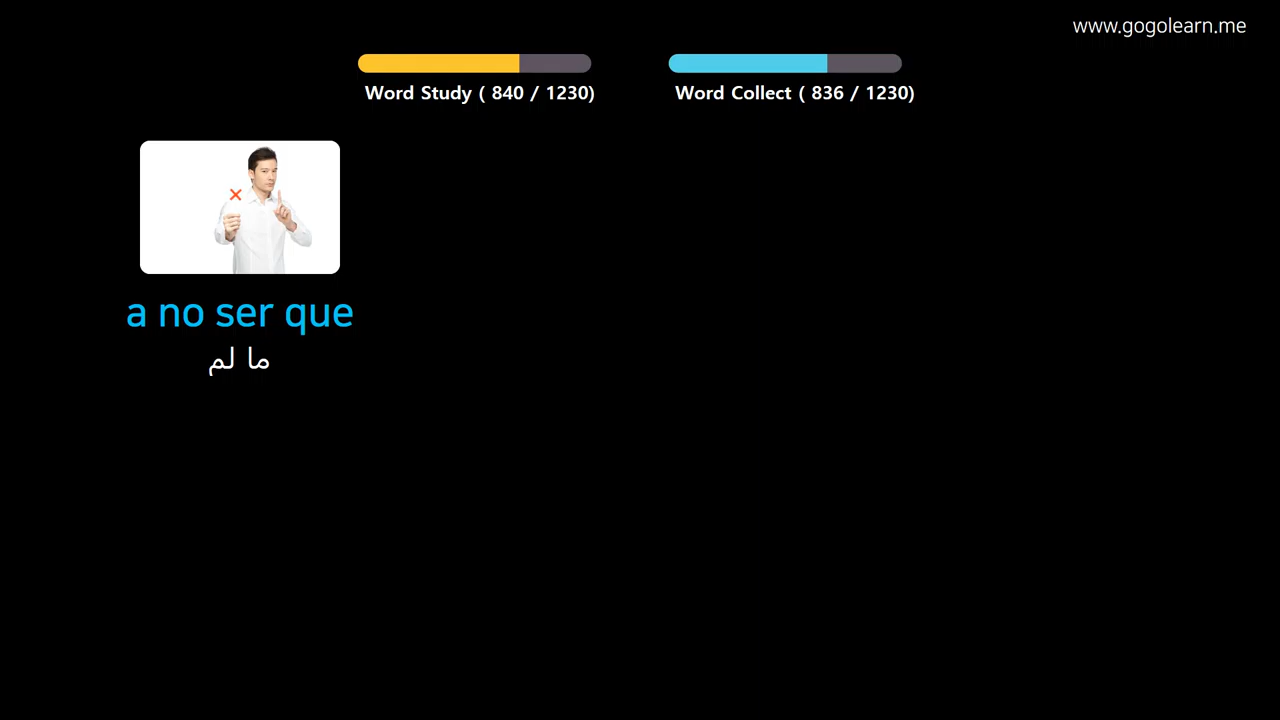 www.gogolearn.me
Word Study ( 840 / 1230)
Word Collect ( 836 / 1230)
a no ser que
ما لم